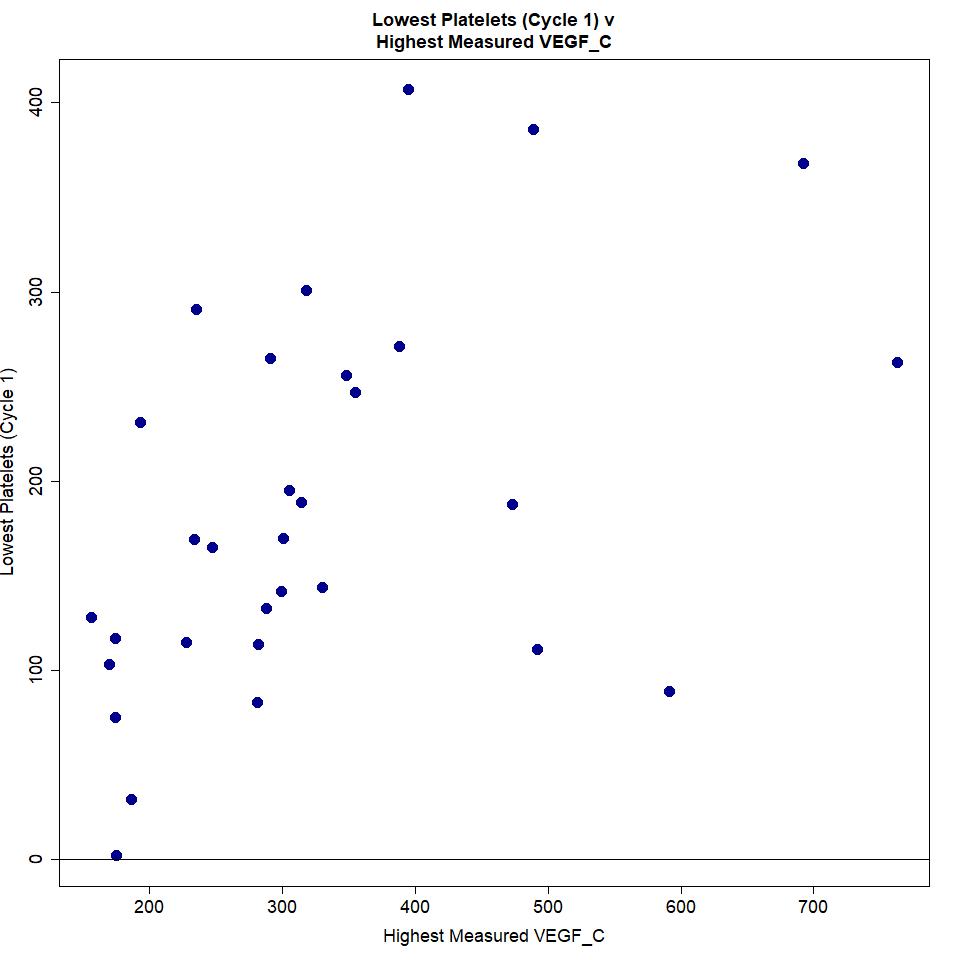 Lowest Platelets (Cycle 1) v
Highest Measured VEGF_C
Lowest Platelets (Cycle 1)
400
300
200
100
0
200 300 400 500 600 700
Highest Measured VEGF_C